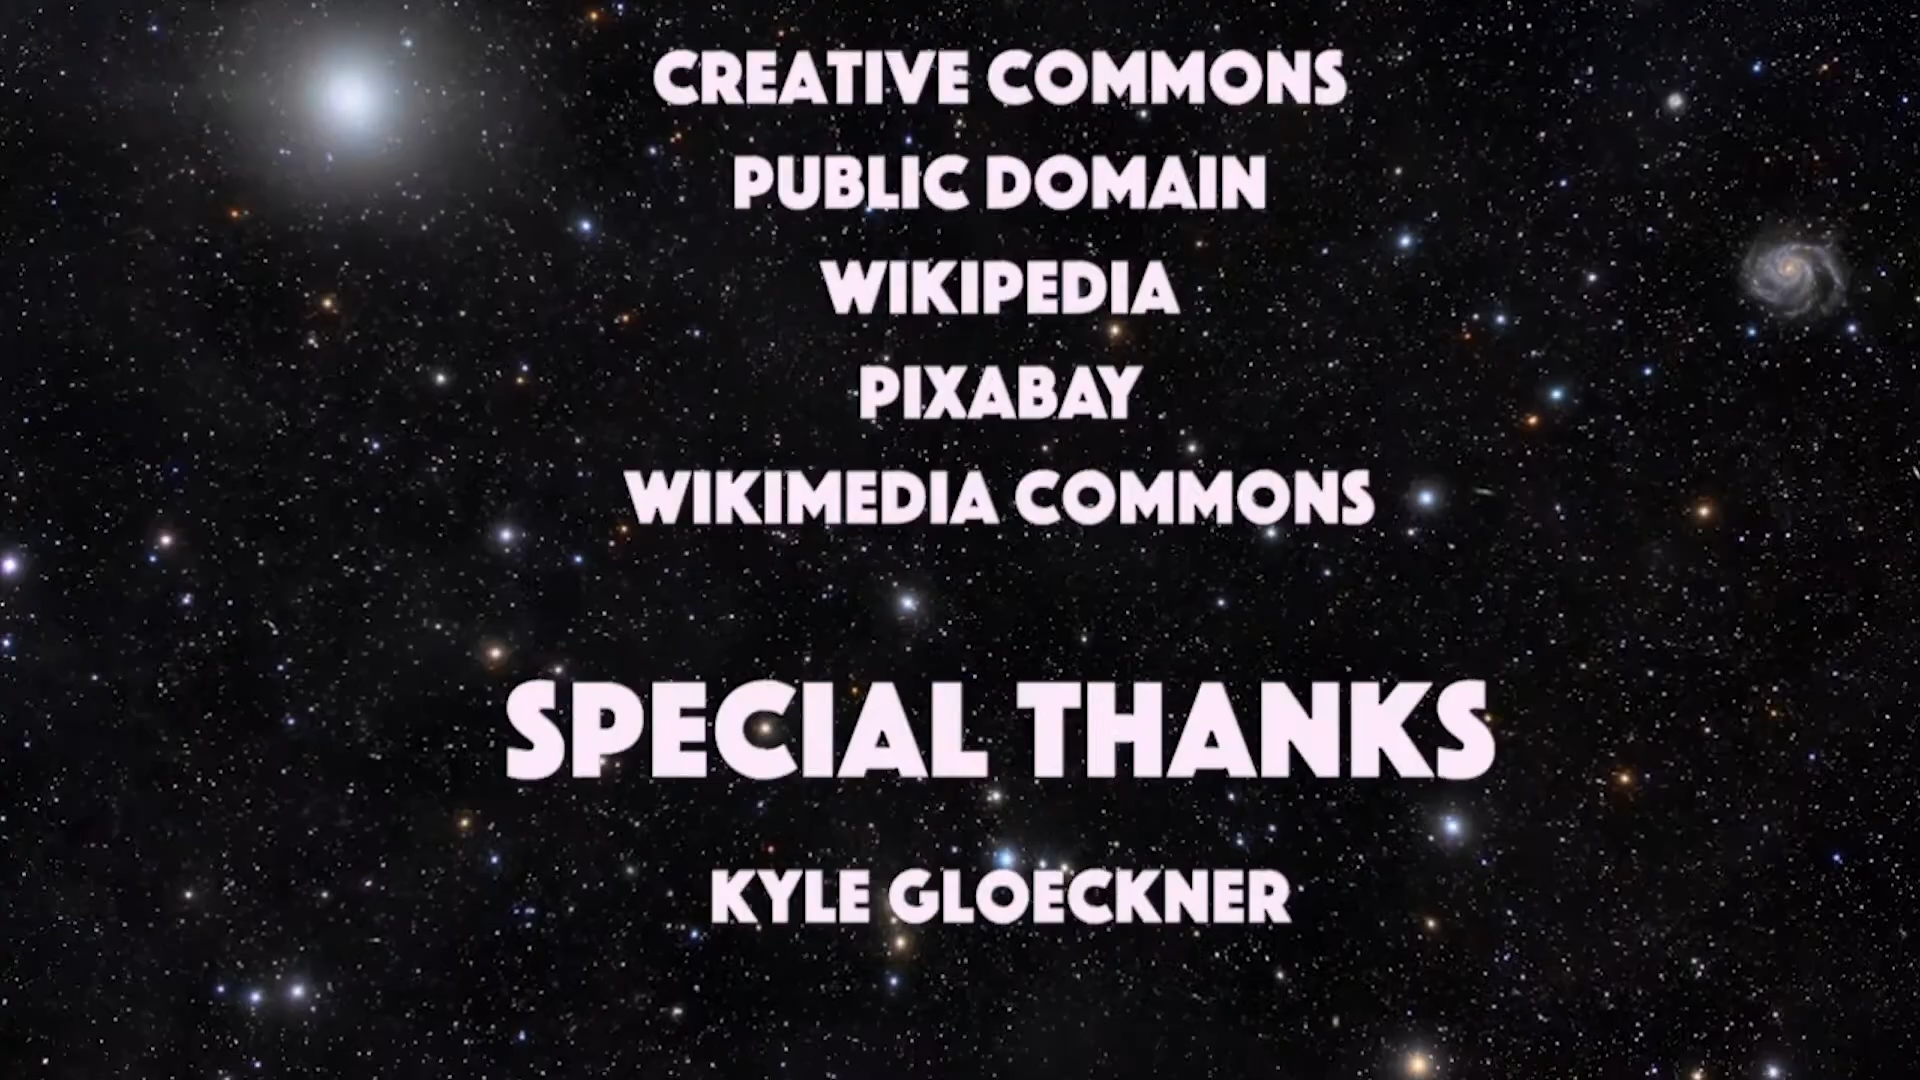 CREATIVE COMMONS
PUBLIC DOMAIN
WIKIPEDIA
PIXABAY
WIKIMEDIA COMMONS
SPECIAL THANKS
KYLE GLOECKNER